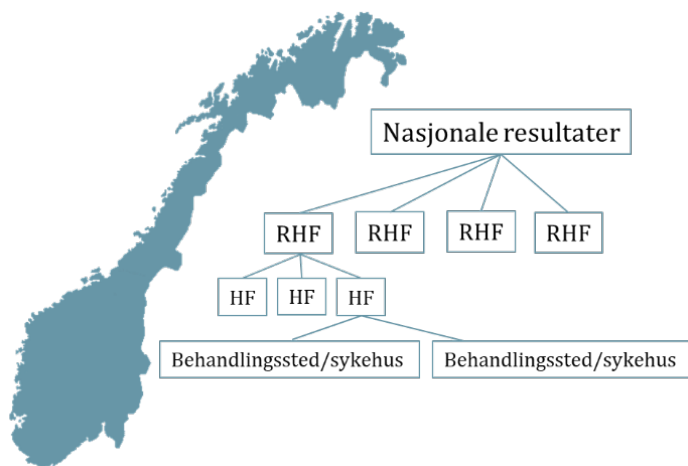 Nasjonale resultater
RHF RHF RHF RHF
HF HF HF
Behandlingssted/sykehus Behandlingssted/sykehus